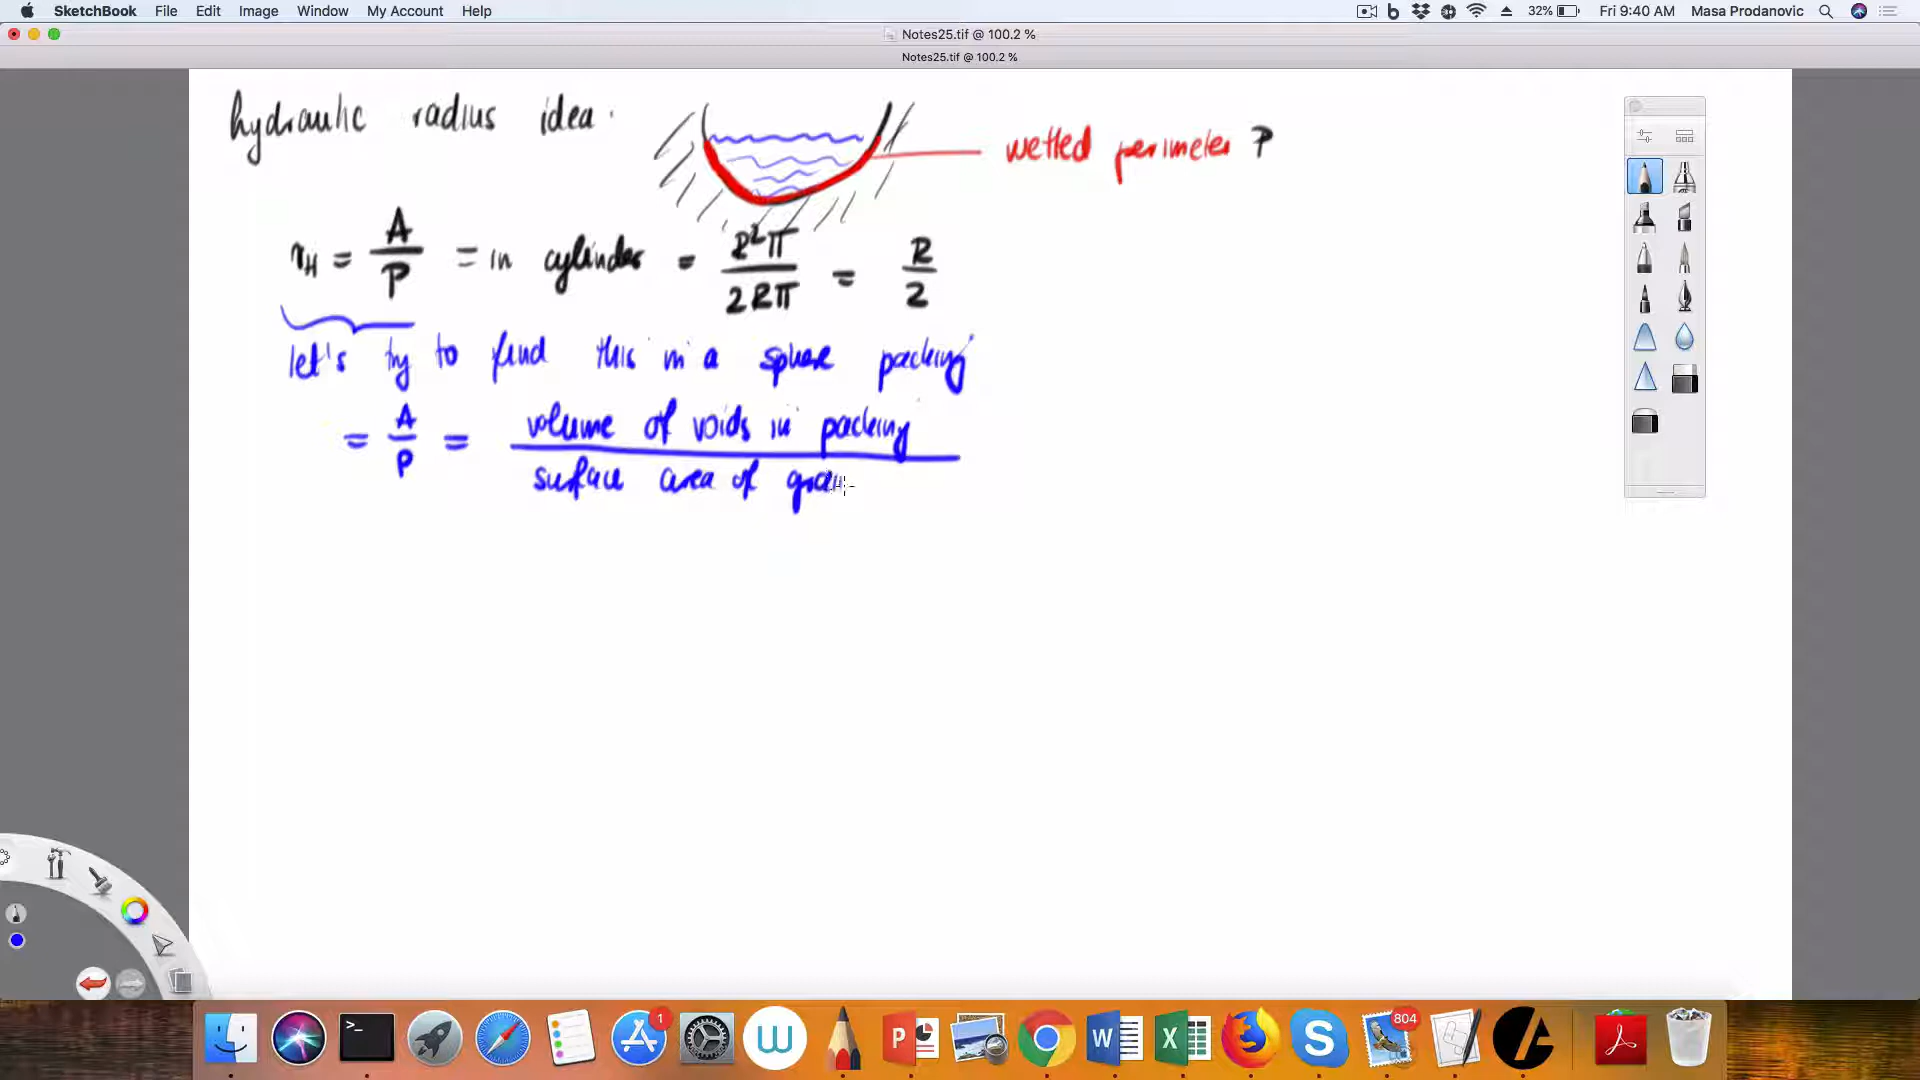 SketchBook File Edit Image Window My Account Help 32% Fri 9:40 AM Masa Prodanovic
Notes25.tif @ 100.2 %
Notes25.tif @ 100.2 %
hydraulic radius idea.
wetted perimeter P
r_H = A/P = in cylinder = R²π/2Rπ = R/2
let's try to find this in a sphere packing
= A/P = volume of voids in packing
surface area of grai
>_
1
W
P
W
X
S
804